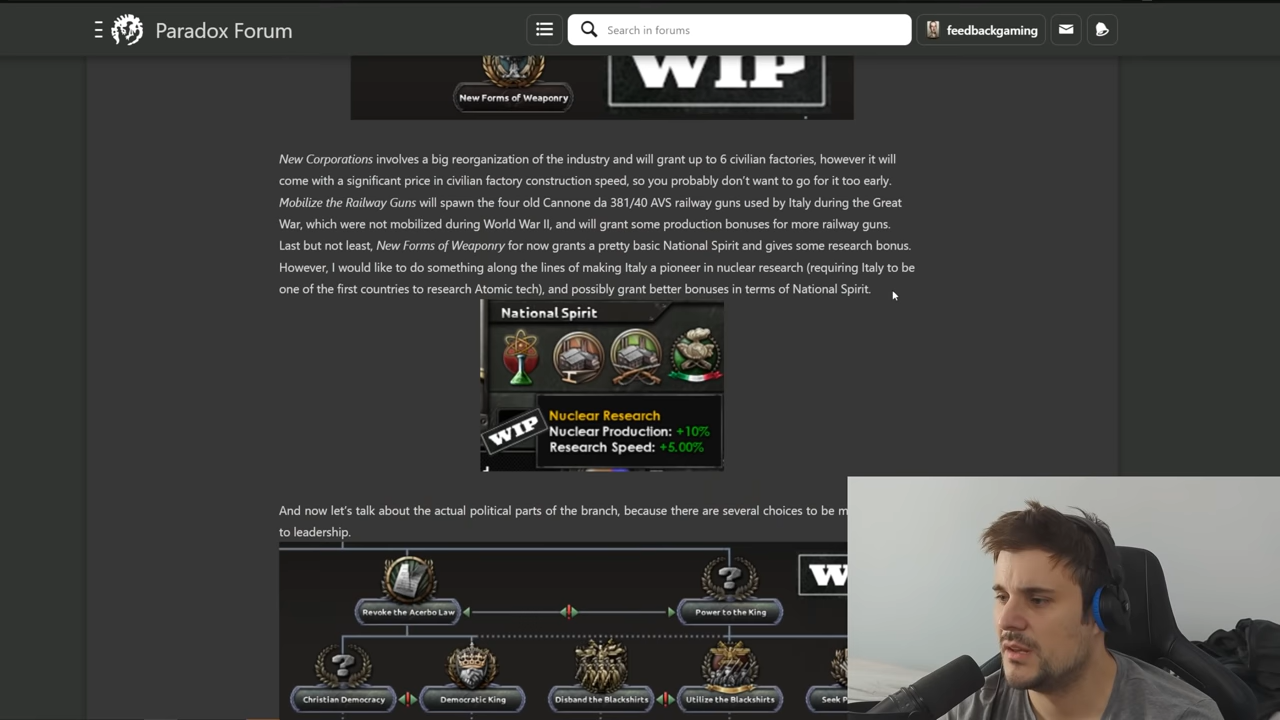 Paradox Forum
Search in forums
feedbackgaming
New Forms of Weaponry
WIP
New Corporations involves a big reorganization of the industry and will grant up to 6 civilian factories, however it will
come with a significant price in civilian factory construction speed, so you probably don't want to go for it too early.
Mobilize the Railway Guns will spawn the four old Cannone da 381/40 AVS railway guns used by Italy during the Great
War, which were not mobilized during World War II, and will grant some production bonuses for more railway guns.
Last but not least, New Forms of Weaponry for now grants a pretty basic National Spirit and gives some research bonus.
However, I would like to do something along the lines of making Italy a pioneer in nuclear research (requiring Italy to be
one of the first countries to research Atomic tech), and possibly grant better bonuses in terms of National Spirit.
National Spirit
WIP
Nuclear Research
Nuclear Production: +10%
Research Speed: +5.00%
And now let's talk about the actual political parts of the branch, because there are several choices to be m
to leadership.
?
W
Revoke the Acerbo Law
Power to the King
?
Christian Democracy
Democratic King
Disband the Blackshirts
Utilize the Blackshirts
Seek P